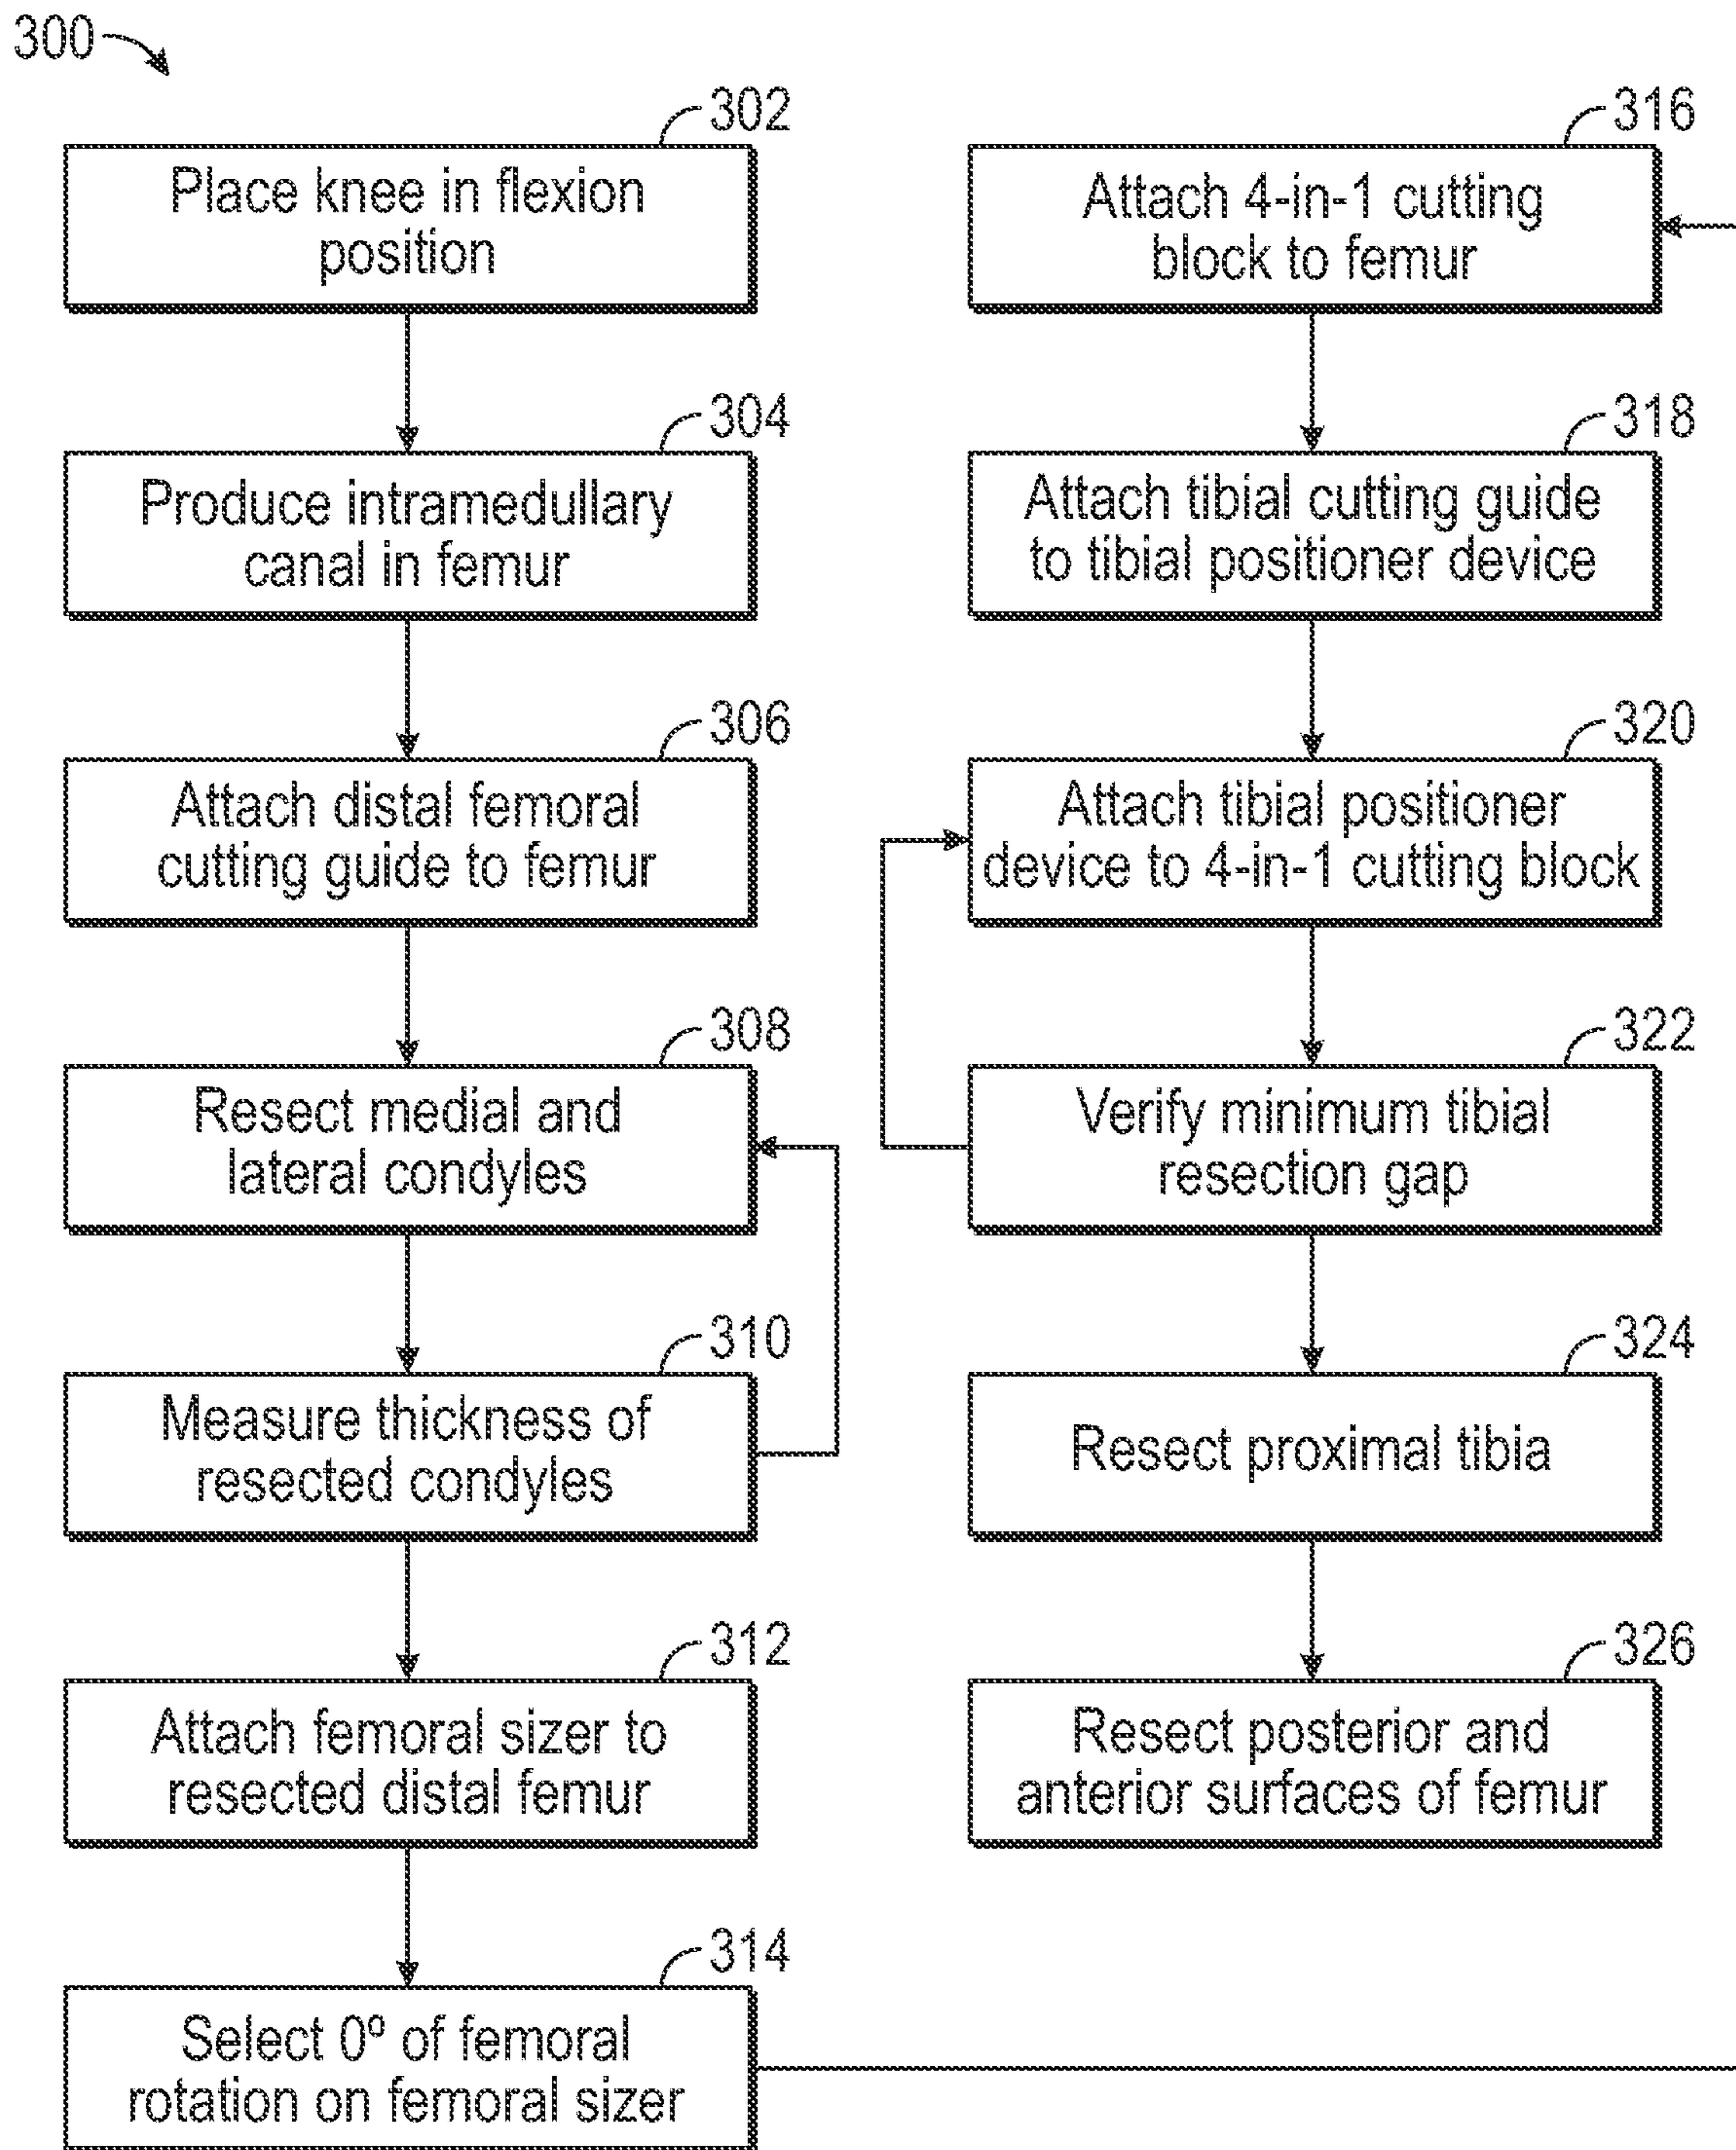 300
302
Place knee in flexion
position
304
Produce intramedullary
canal in femur
306
Attach distal femoral
cutting guide to femur
308
Resect medial and
lateral condyles
310
Measure thickness of
resected condyles
312
Attach femoral sizer to
resected distal femur
314
Select 0º of femoral
rotation on femoral sizer
316
Attach 4-in-1 cutting
block to femur
318
Attach tibial cutting guide
to tibial positioner device
320
Attach tibial positioner
device to 4-in-1 cutting block
322
Verify minimum tibial
resection gap
324
Resect proximal tibia
326
Resect posterior and
anterior surfaces of femur